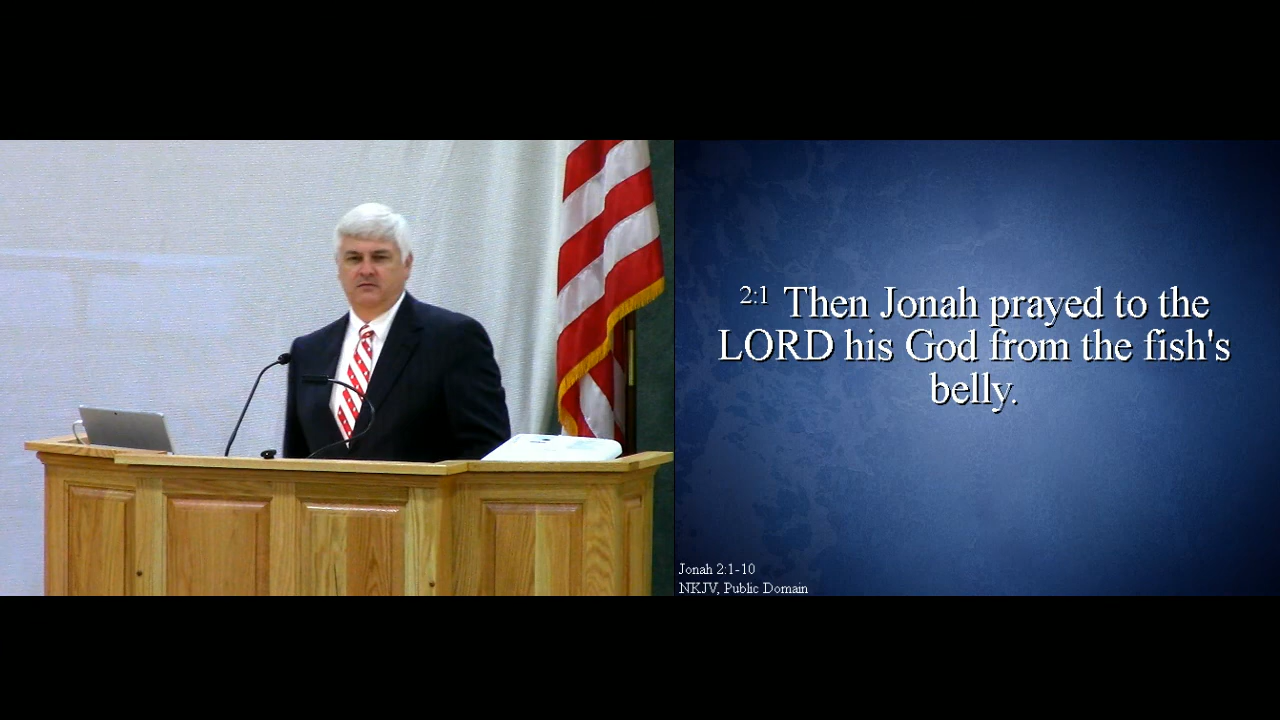 2:1 Then Jonah prayed to the
LORD his God from the fish's
belly.
Jonah 2:1-10
NKJV, Public Domain